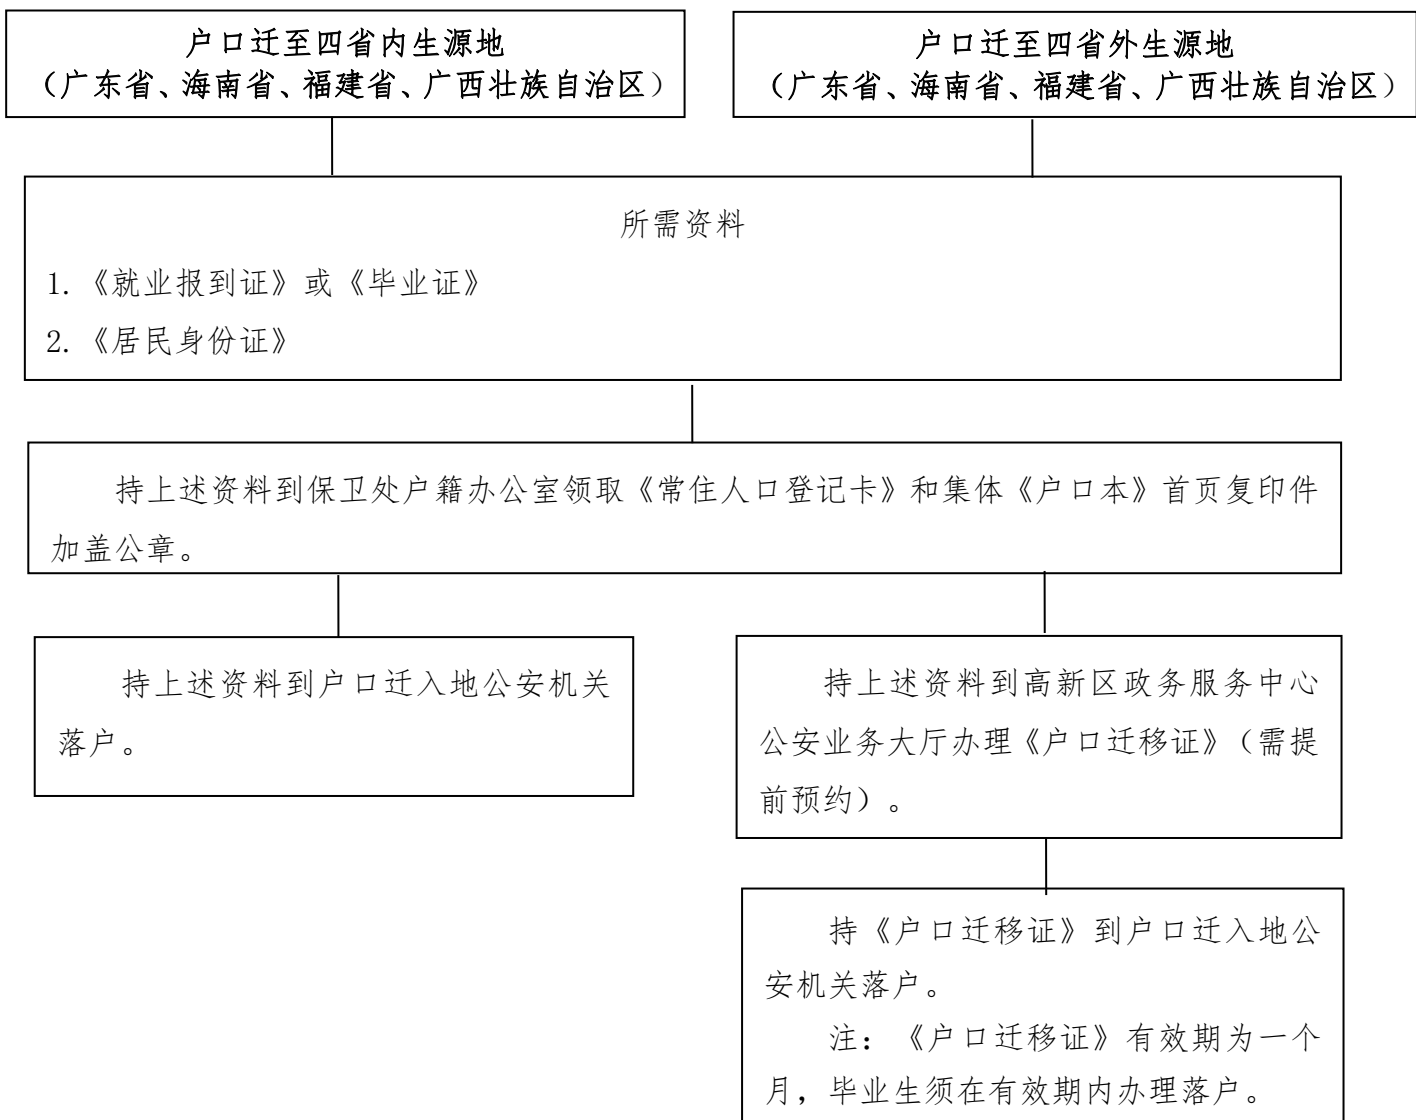 户口迁至四省内生源地
（广东省、海南省、福建省、广西壮族自治区）
户口迁至四省外生源地
（广东省、海南省、福建省、广西壮族自治区）
所需资料
1. 《就业报到证》或《毕业证》
2. 《居民身份证》
持上述资料到保卫处户籍办公室领取《常住人口登记卡》和集体《户口本》首页复印件
加盖公章。
持上述资料到户口迁入地公安机关
落户。
持上述资料到高新区政务服务中心
公安业务大厅办理《户口迁移证》（需提
前预约）。
持《户口迁移证》到户口迁入地公
安机关落户。
注：《户口迁移证》有效期为一个
月，毕业生须在有效期内办理落户。